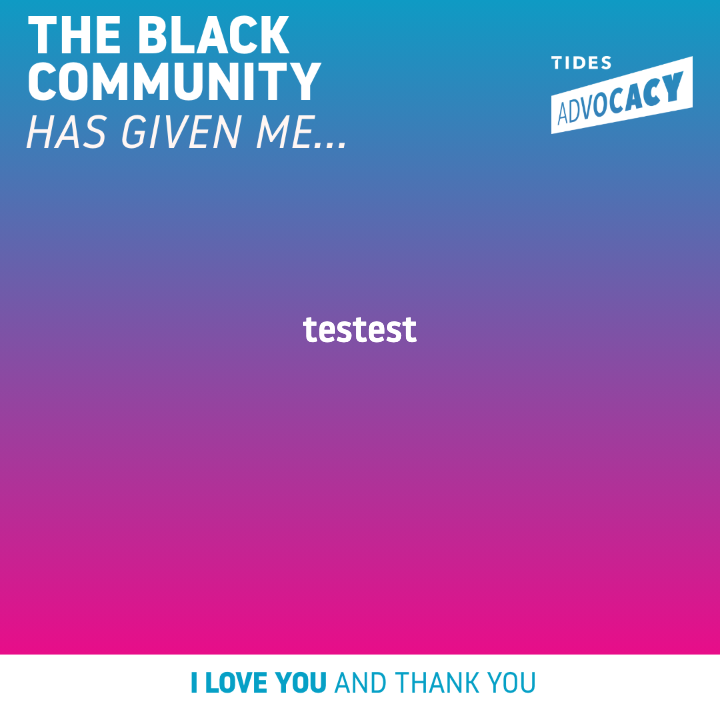 THE BLACK
COMMUNITY
HAS GIVEN ME...
TIDES
ADVOCACY
testest
I LOVE YOU AND THANK YOU